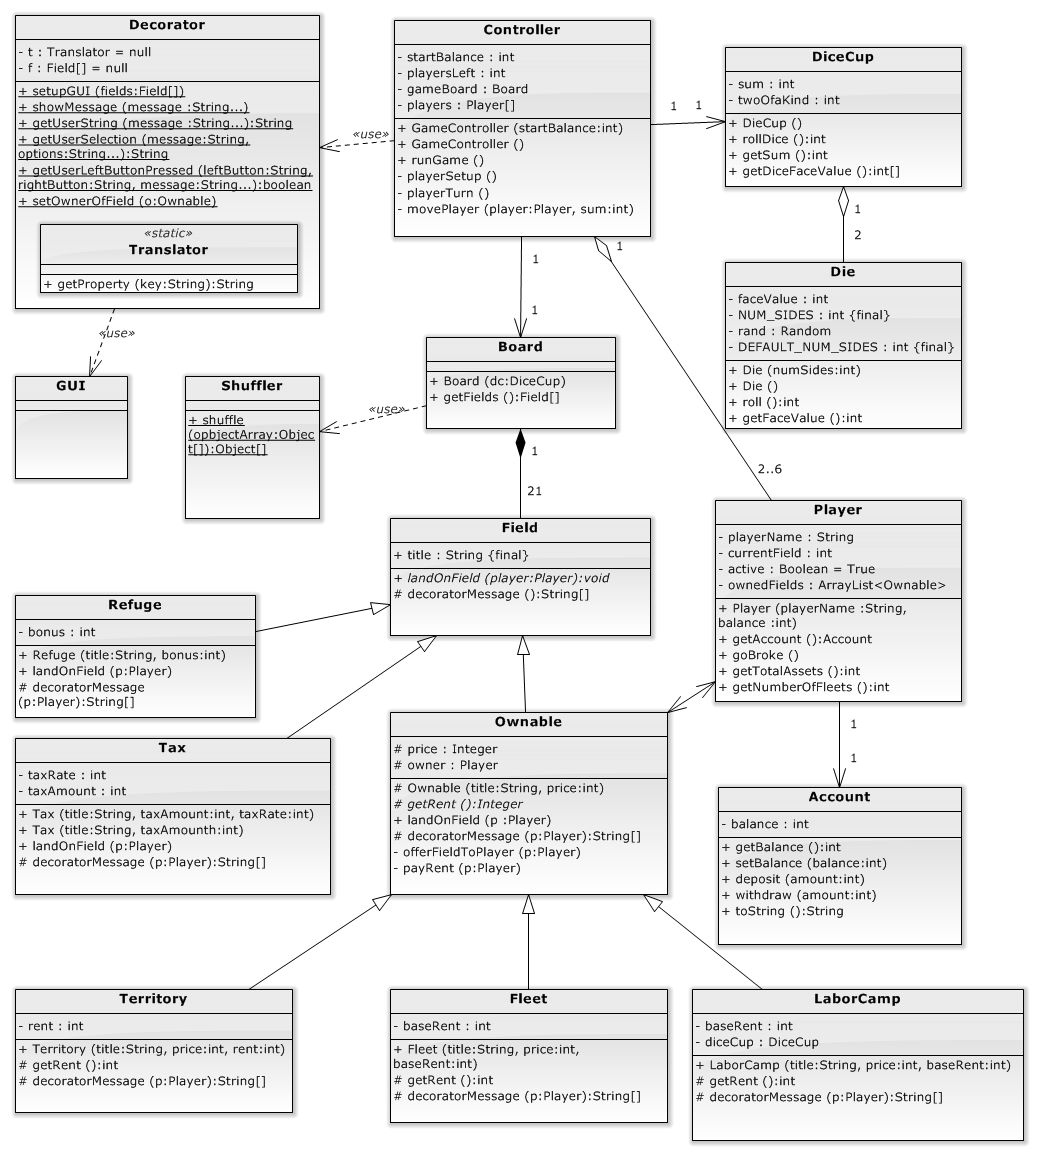 Decorator
- t : Translator = null
- f : Field[] = null
+ setupGUI (fields:Field[])
+ showMessage (message :String...)
+ getUserString (message :String...):String
+ getUserSelection (message:String,
options:String...):String
+ getUserLeftButtonPressed (leftButton:String,
rightButton:String, message:String...):boolean
+ setOwnerOfField (o:Ownable)
«static»
Translator
+ getProperty (key:String):String
«use»
Controller
- startBalance : int
- playersLeft : int
- gameBoard : Board
- players : Player[]
+ GameController (startBalance:int)
+ GameController ()
+ runGame ()
- playerSetup ()
- playerTurn ()
- movePlayer (player:Player, sum:int)
1
1
DiceCup
- sum : int
- twoOfaKind : int
+ DieCup ()
+ rollDice ():int
+ getSum ():int
+ getDiceFaceValue ():int[]
1
2
Die
- faceValue : int
- NUM_SIDES : int {final}
- rand : Random
- DEFAULT_NUM_SIDES : int {final}
+ Die (numSides:int)
+ Die ()
+ roll ():int
+ getFaceValue ():int
1
1
1
2..6
«use»
GUI
Shuffler
+ shuffle
(opbjectArray:Objec
t[]):Object[]
«use»
Board
+ Board (dc:DiceCup)
+ getFields ():Field[]
1
21
Field
+ title : String {final}
+ landOnField (player:Player):void
# decoratorMessage ():String[]
Player
- playerName : String
- currentField : int
- active : Boolean = True
- ownedFields : ArrayList<Ownable>
+ Player (playerName :String,
balance :int)
+ getAccount ():Account
+ goBroke ()
+ getTotalAssets ():int
+ getNumberOfFleets ():int
1
1
Refuge
- bonus : int
+ Refuge (title:String, bonus:int)
+ landOnField (p:Player)
# decoratorMessage
(p:Player):String[]
Tax
- taxRate : int
- taxAmount : int
+ Tax (title:String, taxAmount:int, taxRate:int)
+ Tax (title:String, taxAmounth:int)
+ landOnField (p:Player)
# decoratorMessage (p:Player):String[]
Ownable
# price : Integer
# owner : Player
# Ownable (title:String, price:int)
# getRent ():Integer
+ landOnField (p :Player)
# decoratorMessage (p:Player):String[]
- offerFieldToPlayer (p:Player)
- payRent (p:Player)
Account
- balance : int
+ getBalance ():int
+ setBalance (balance:int)
+ deposit (amount:int)
+ withdraw (amount:int)
+ toString ():String
Territory
- rent : int
+ Territory (title:String, price:int, rent:int)
# getRent ():int
# decoratorMessage (p:Player):String[]
Fleet
- baseRent : int
+ Fleet (title:String, price:int,
baseRent:int)
# getRent ():int
# decoratorMessage (p:Player):String[]
LaborCamp
- baseRent : int
- diceCup : DiceCup
+ LaborCamp (title:String, price:int, baseRent:int)
# getRent ():int
# decoratorMessage (p:Player):String[]